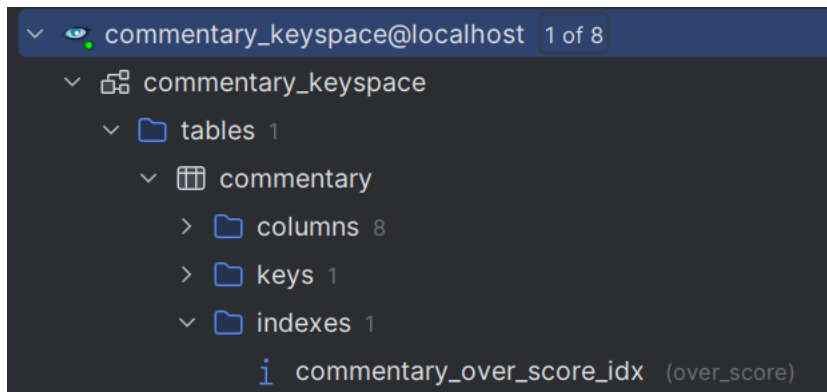 commentary_keyspace@localhost 1 of 8
commentary_keyspace
tables 1
commentary
columns 8
keys 1
indexes 1
i commentary_over_score_idx (over_score)